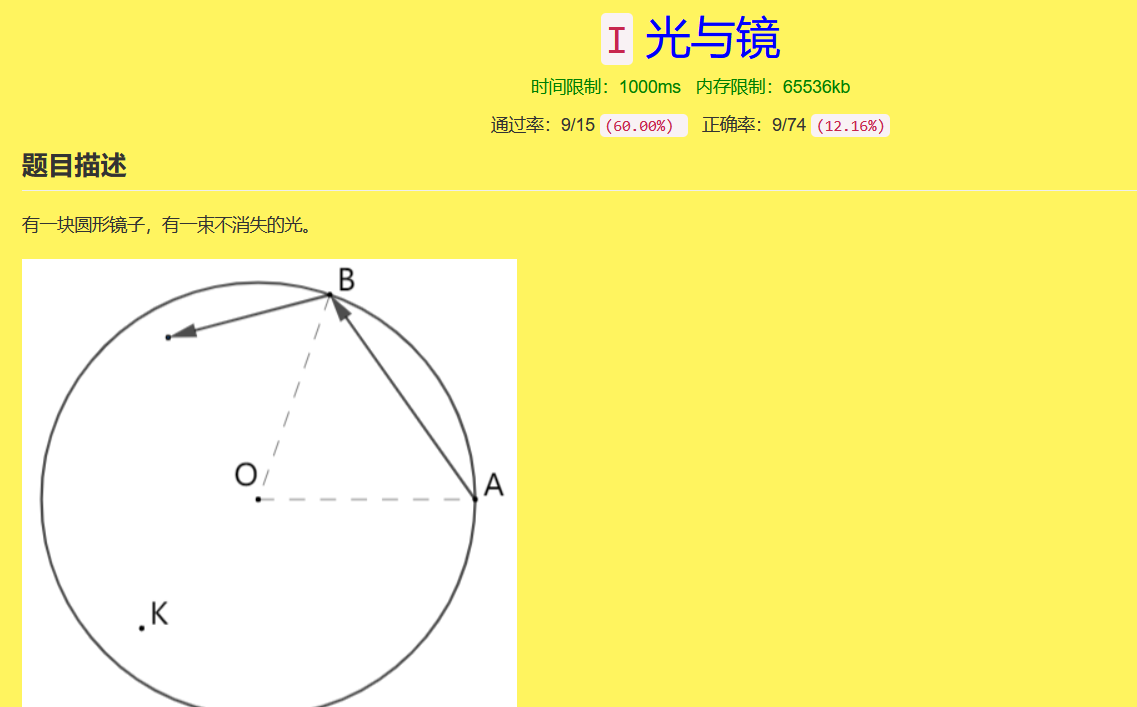 I 光与镜
时间限制：1000ms 内存限制：65536kb
通过率：9/15 (60.00%) 正确率：9/74 (12.16%)
题目描述
有一块圆形镜子，有一束不消失的光。
B
O
A
K